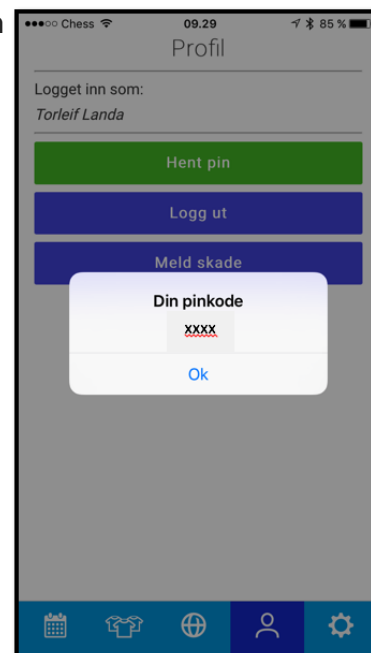 Chess 09.29 85 %
Profil
Logget inn som:
Torleif Landa
Hent pin
Logg ut
Meld skade
Din pinkode
xxxx
Ok